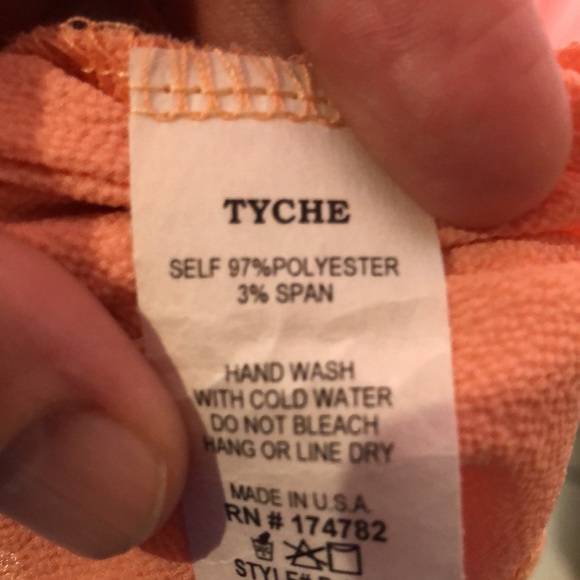 TYCHE
SELF 97%POLYESTER
3% SPAN
HAND WASH
WITH COLD WATER
DO NOT BLEACH
HANG OR LINE DRY
MADE IN U.S.A.
RN # 174782
STYLE#